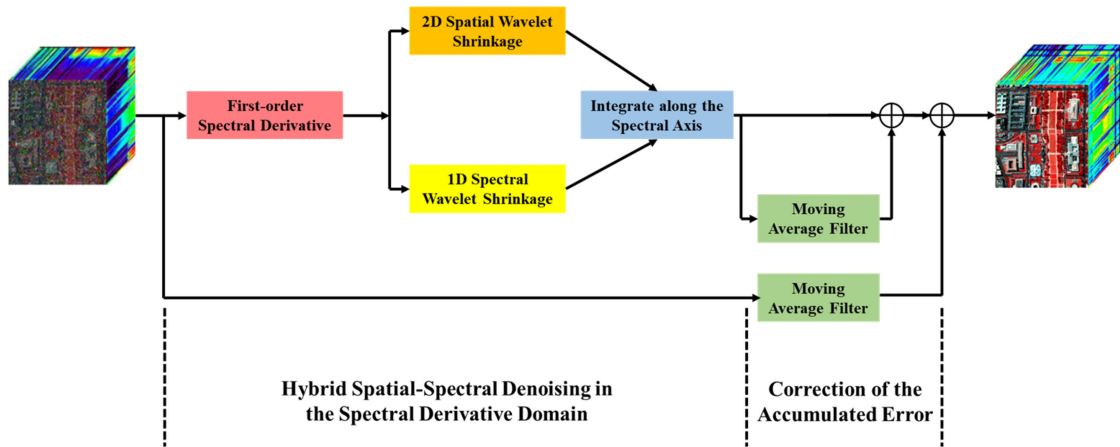 2D Spatial Wavelet
Shrinkage
First-order
Spectral Derivative
Integrate along the
Spectral Axis
1D Spectral
Wavelet Shrinkage
Moving
Average Filter
Moving
Average Filter
Hybrid Spatial-Spectral Denoising in
the Spectral Derivative Domain
Correction of the
Accumulated Error